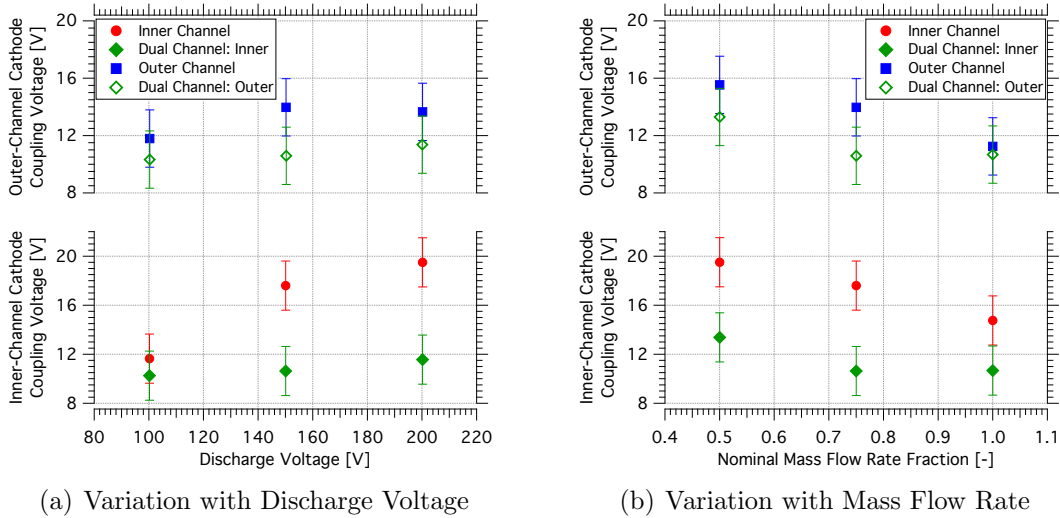 Outer-Channel Cathode
Coupling Voltage [V]
20
16
12
8
Inner Channel
Dual Channel: Inner
Outer Channel
Dual Channel: Outer
Inner-Channel Cathode
Coupling Voltage [V]
20
16
12
8
80 100 120 140 160 180 200 220
Discharge Voltage [V]
(a) Variation with Discharge Voltage
Outer-Channel Cathode
Coupling Voltage [V]
20
16
12
8
Inner Channel
Dual Channel: Inner
Outer Channel
Dual Channel: Outer
Inner-Channel Cathode
Coupling Voltage [V]
20
16
12
8
0.4 0.5 0.6 0.7 0.8 0.9 1.0 1.1
Nominal Mass Flow Rate Fraction [-]
(b) Variation with Mass Flow Rate